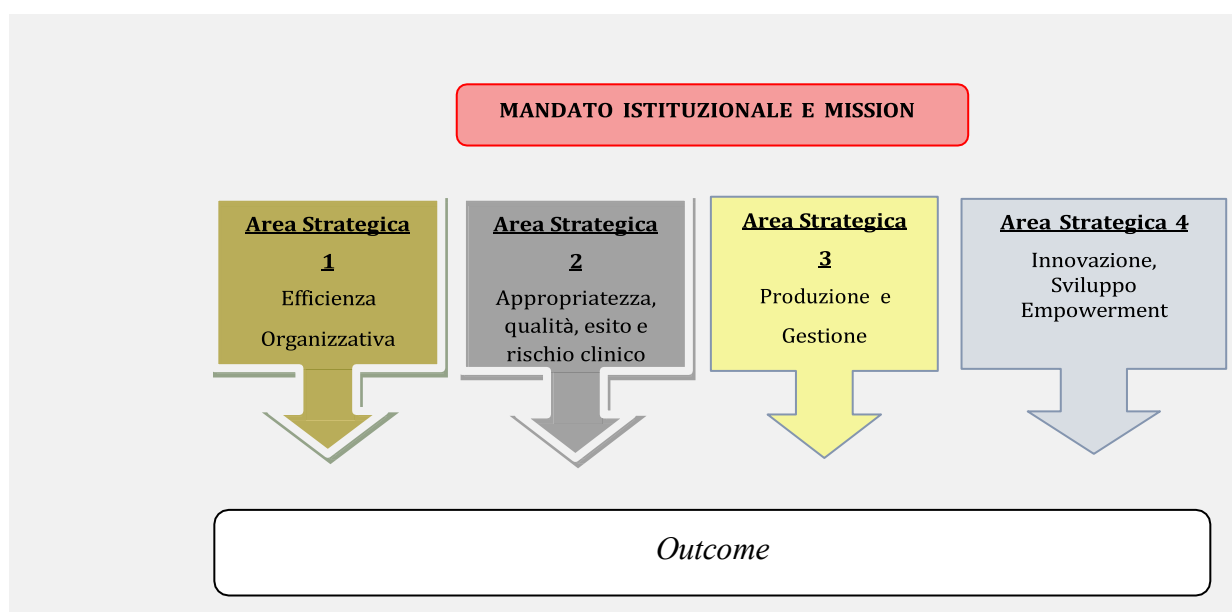 MANDATO ISTITUZIONALE E MISSION
Area Strategica
1
Efficienza
Organizzativa
Area Strategica
2
Appropriatezza,
qualità, esito e
rischio clinico
Area Strategica
3
Produzione e
Gestione
Area Strategica 4
Innovazione,
Sviluppo
Empowerment
Outcome